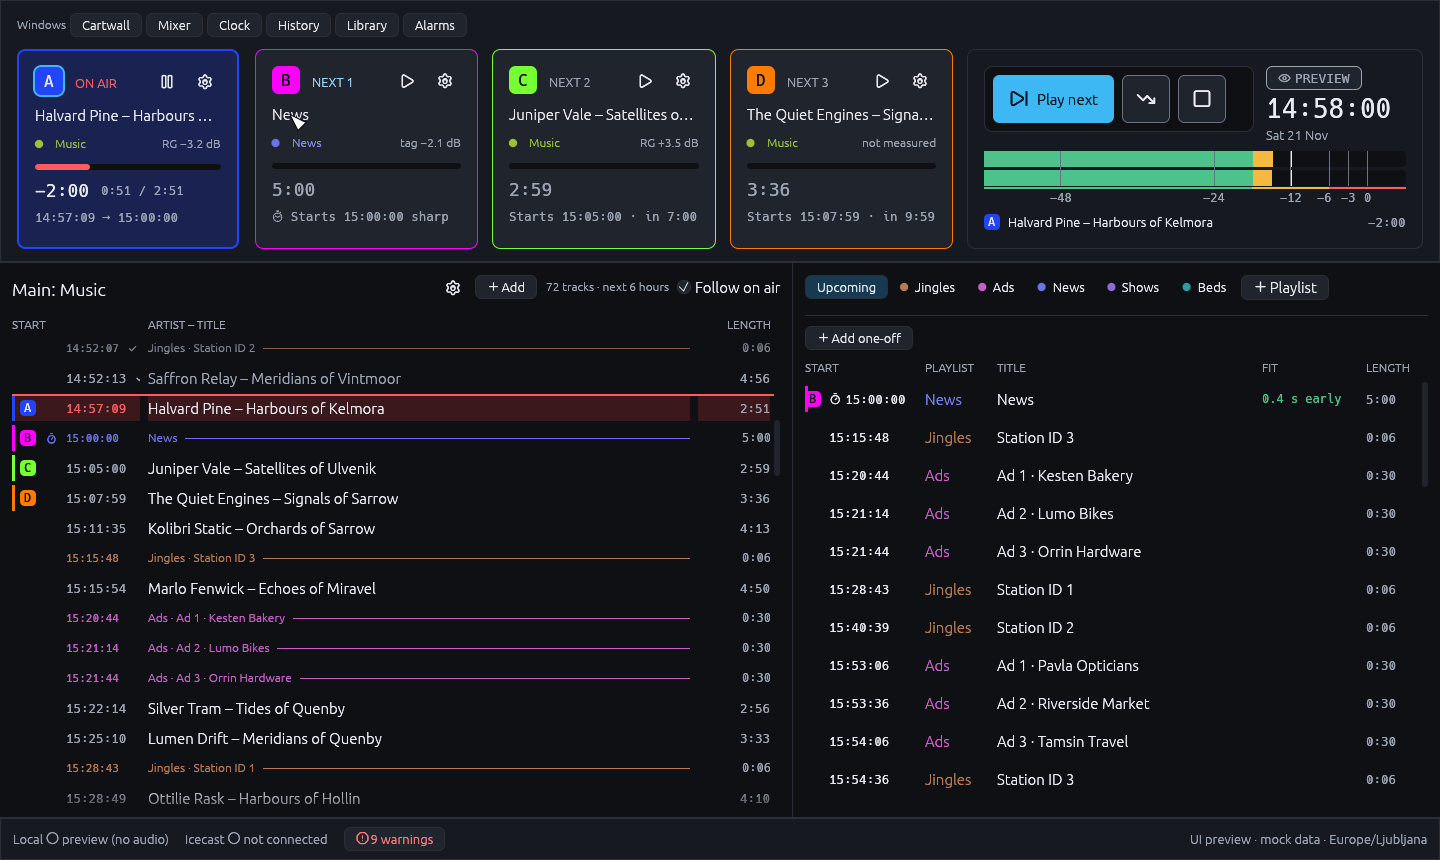 Windows Cartwall Mixer Clock History Library Alarms
A ON AIR
Halvard Pine – Harbours …
Music RG −3.2 dB
−2:00 0:51 / 2:51
14:57:09 → 15:00:00
B NEXT 1
News
News tag −2.1 dB
5:00
Starts 15:00:00 sharp
C NEXT 2
Juniper Vale – Satellites o…
Music RG +3.5 dB
2:59
Starts 15:05:00 · in 7:00
D NEXT 3
The Quiet Engines – Signa…
Music not measured
3:36
Starts 15:07:59 · in 9:59
Play next
PREVIEW
14:58:00
Sat 21 Nov
−48 −24 −12 −6 −3 0
A Halvard Pine – Harbours of Kelmora −2:00
Main: Music + Add 72 tracks · next 6 hours ✓ Follow on air
START ARTIST – TITLE LENGTH
14:52:07 ✓ Jingles · Station ID 2 0:06
14:52:13 Saffron Relay – Meridians of Vintmoor 4:56
A 14:57:09 Halvard Pine – Harbours of Kelmora 2:51
B 15:00:00 News 5:00
C 15:05:00 Juniper Vale – Satellites of Ulvenik 2:59
D 15:07:59 The Quiet Engines – Signals of Sarrow 3:36
15:11:35 Kolibri Static – Orchards of Sarrow 4:13
15:15:48 Jingles · Station ID 3 0:06
15:15:54 Marlo Fenwick – Echoes of Miravel 4:50
15:20:44 Ads · Ad 1 · Kesten Bakery 0:30
15:21:14 Ads · Ad 2 · Lumo Bikes 0:30
15:21:44 Ads · Ad 3 · Orrin Hardware 0:30
15:22:14 Silver Tram – Tides of Quenby 2:56
15:25:10 Lumen Drift – Meridians of Quenby 3:33
15:28:43 Jingles · Station ID 1 0:06
15:28:49 Ottilie Rask – Harbours of Hollin 4:10
Upcoming Jingles Ads News Shows Beds + Playlist
+ Add one-off
START PLAYLIST TITLE FIT LENGTH
B 15:00:00 News News 0.4 s early 5:00
15:15:48 Jingles Station ID 3 0:06
15:20:44 Ads Ad 1 · Kesten Bakery 0:30
15:21:14 Ads Ad 2 · Lumo Bikes 0:30
15:21:44 Ads Ad 3 · Orrin Hardware 0:30
15:28:43 Jingles Station ID 1 0:06
15:40:39 Jingles Station ID 2 0:06
15:53:06 Ads Ad 1 · Pavla Opticians 0:30
15:53:36 Ads Ad 2 · Riverside Market 0:30
15:54:06 Ads Ad 3 · Tamsin Travel 0:30
15:54:36 Jingles Station ID 3 0:06
Local preview (no audio) Icecast not connected 9 warnings UI preview · mock data · Europe/Ljubljana